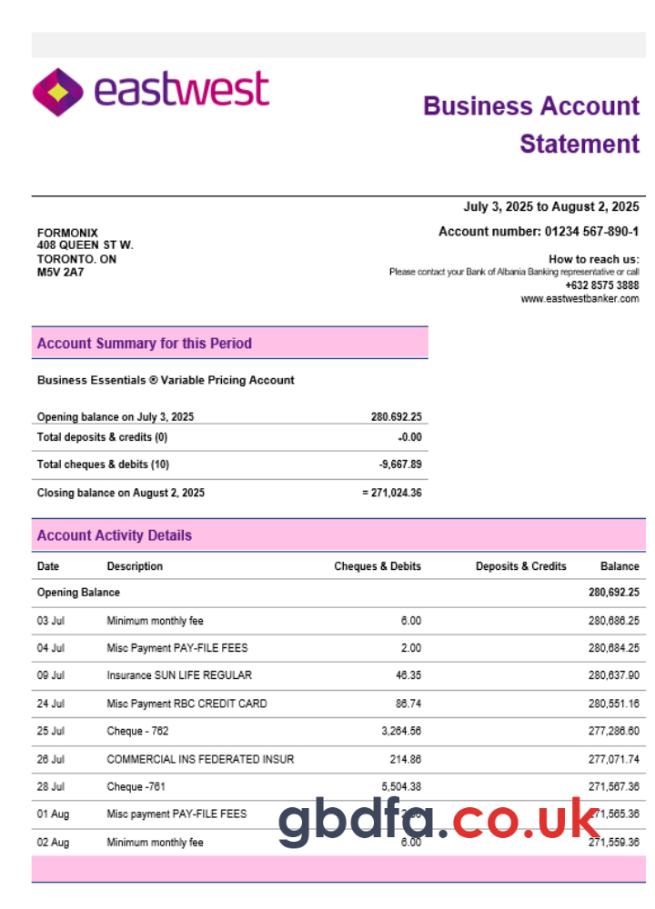 eastwest
Business Account
Statement
July 3, 2025 to August 2, 2025
FORMONIX
408 QUEEN ST W.
TORONTO. ON
M5V 2A7
Account number: 01234 567-890-1
How to reach us:
Please contact your Bank of Albania Banking representative or call
+632 8575 3888
www.eastwestbanker.com
Account Summary for this Period
Business Essentials ® Variable Pricing Account
Opening balance on July 3, 2025 280.692.25
Total deposits & credits (0) -0.00
Total cheques & debits (10) -9,667.89
Closing balance on August 2, 2025 = 271,024.36
Account Activity Details
Date Description Cheques & Debits Deposits & Credits Balance
Opening Balance 280,692.25
03 Jul Minimum monthly fee 6.00 280,686.25
04 Jul Misc Payment PAY-FILE FEES 2.00 280,684.25
09 Jul Insurance SUN LIFE REGULAR 46.35 280,637.90
24 Jul Misc Payment RBC CREDIT CARD 86.74 280,551.16
25 Jul Cheque - 762 3,264.56 277,286.60
26 Jul COMMERCIAL INS FEDERATED INSUR 214.86 277,071.74
28 Jul Cheque -761 5,504.38 271,567.36
01 Aug Misc payment PAY-FILE FEES 271,565.36
gbdfa.co.uk
02 Aug Minimum monthly fee 6.00 271,559.36